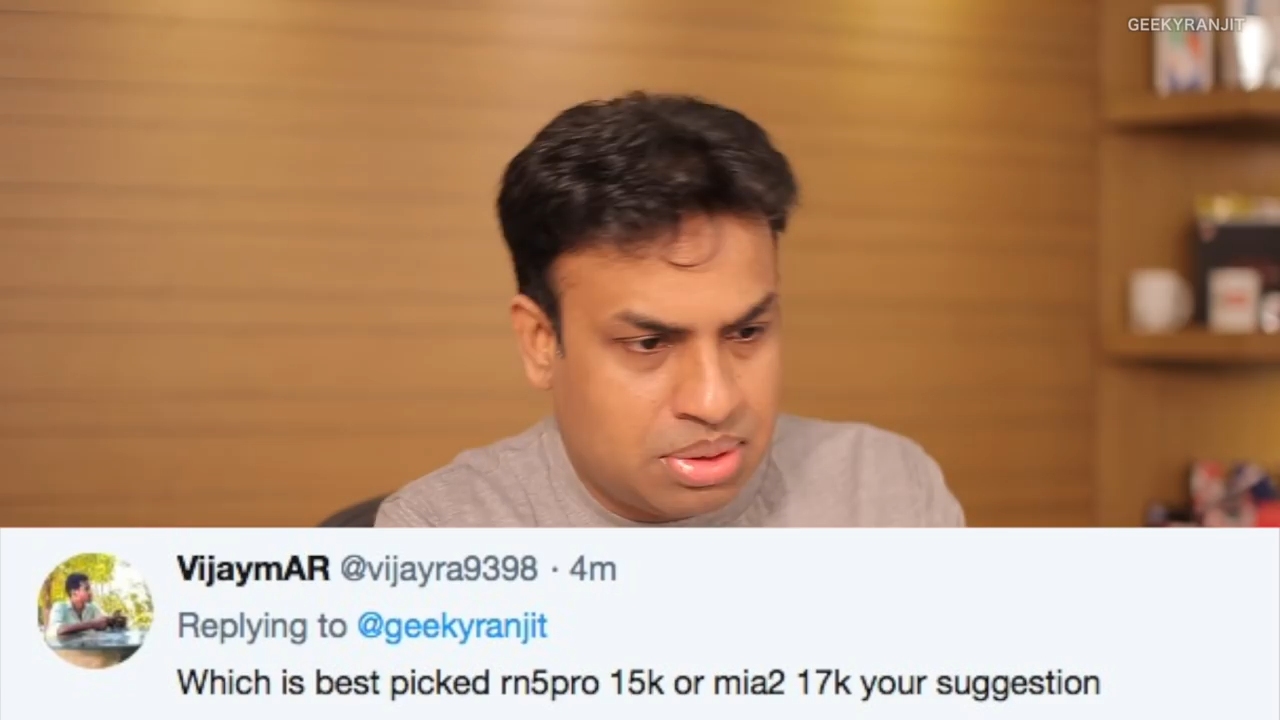 GEEKYRANJIT
VijaymAR @vijayra9398 · 4m
Replying to @geekyranjit
Which is best picked rn5pro 15k or mia2 17k your suggestion